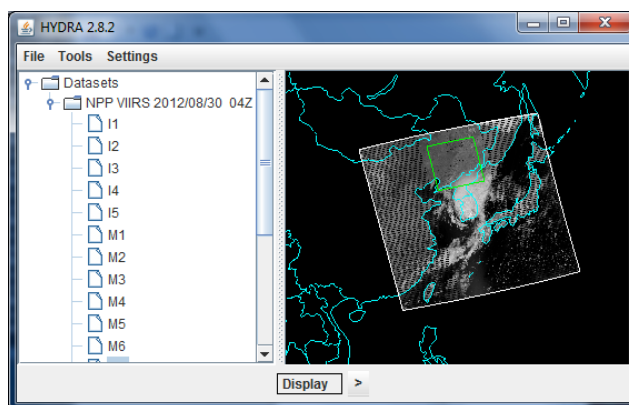 HYDRA 2.8.2
File Tools Settings
Datasets
NPP VIIRS 2012/08/30 04Z
I1
I2
I3
I4
I5
M1
M2
M3
M4
M5
M6
Display >